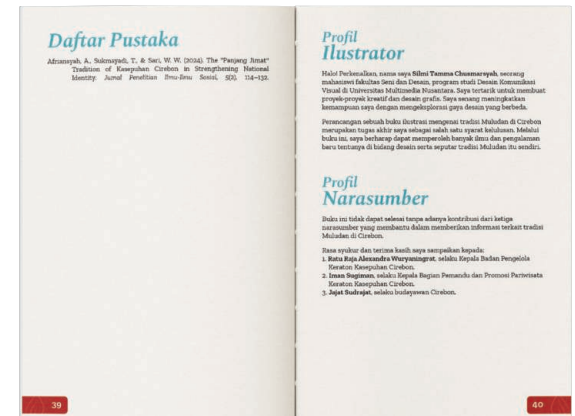 Daftar Pustaka
Afriansyah, A., Sukmayadi, T., & Sari, W. W. (2024). The "Panjang Jimat"
Tradition of Kasepuhan Cirebon in Strengthening National
Identity. Jurnal Penelitian Ilmu-Ilmu Sosial, 5(2), 114–132.
39
Profil
Ilustrator
Halo! Perkenalkan, nama saya Silmi Tamma Chusmarsyah, seorang
mahasiswi fakultas Seni dan Desain, program studi Desain Komunikasi
Visual di Universitas Multimedia Nusantara. Saya tertarik untuk membuat
proyek-proyek kreatif dan desain grafis. Saya senang meningkatkan
kemampuan saya dengan mengeksplorasi gaya desain yang berbeda.
Perancangan sebuah buku ilustrasi mengenai tradisi Muludan di Cirebon
merupakan tugas akhir saya sebagai salah satu syarat kelulusan. Melalui
buku ini, saya berharap dapat memperoleh banyak ilmu dan pengalaman
baru tentunya di bidang desain serta seputar tradisi Muludan itu sendiri.
Profil
Narasumber
Buku ini tidak dapat selesai tanpa adanya kontribusi dari ketiga
narasumber yang membantu dalam memberikan informasi terkait tradisi
Muludan di Cirebon.
Rasa syukur dan terima kasih saya sampaikan kepada:
1. Ratu Raja Alexandra Wuryaningrat, selaku Kepala Badan Pengelola
Keraton Kasepuhan Cirebon.
2. Iman Sugiman, selaku Kepala Bagian Pemandu dan Promosi Pariwisata
Keraton Kasepuhan Cirebon.
3. Jajat Sudrajat, selaku budayawan Cirebon.
40